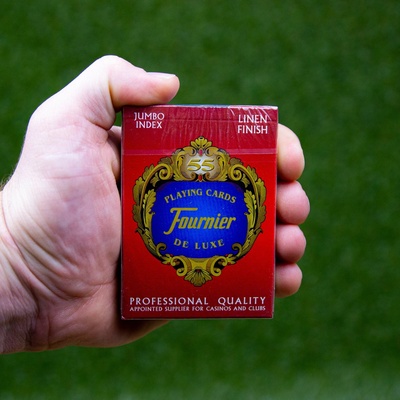 JUMBO INDEX
LINEN FINISH
55
PLAYING CARDS
Fournier
DE LUXE
PROFESSIONAL QUALITY
APPOINTED SUPPLIER FOR CASINOS AND CLUBS